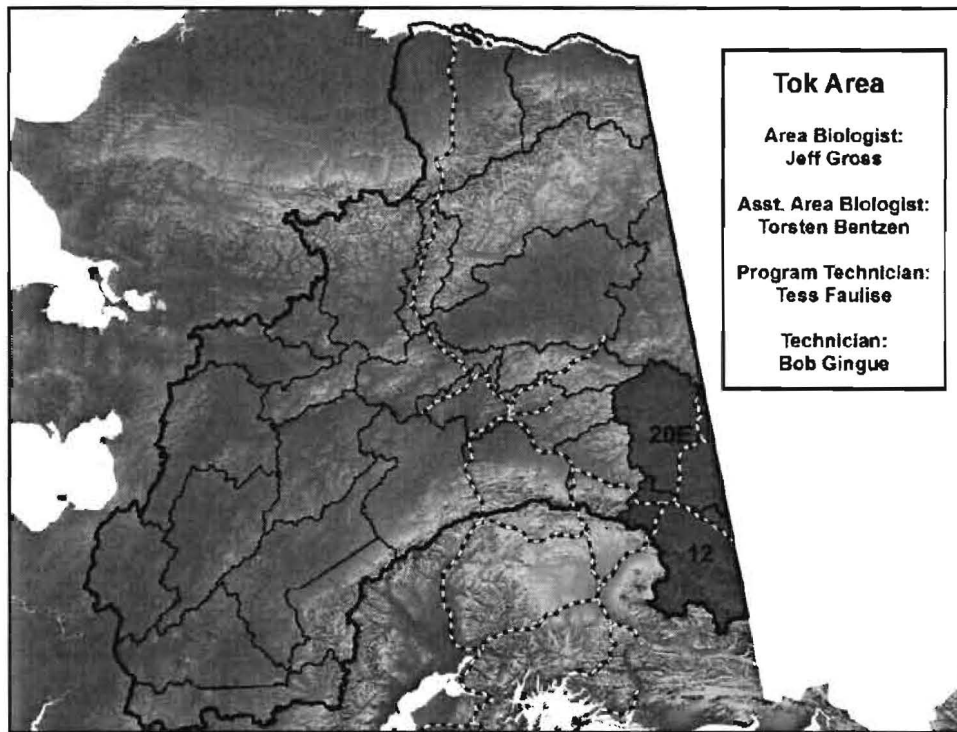 Tok Area
Area Biologist:
Jeff Gross
Asst. Area Biologist:
Torsten Bentzen
Program Technician:
Tess Faulise
Technician:
Bob Gingue
20E
12